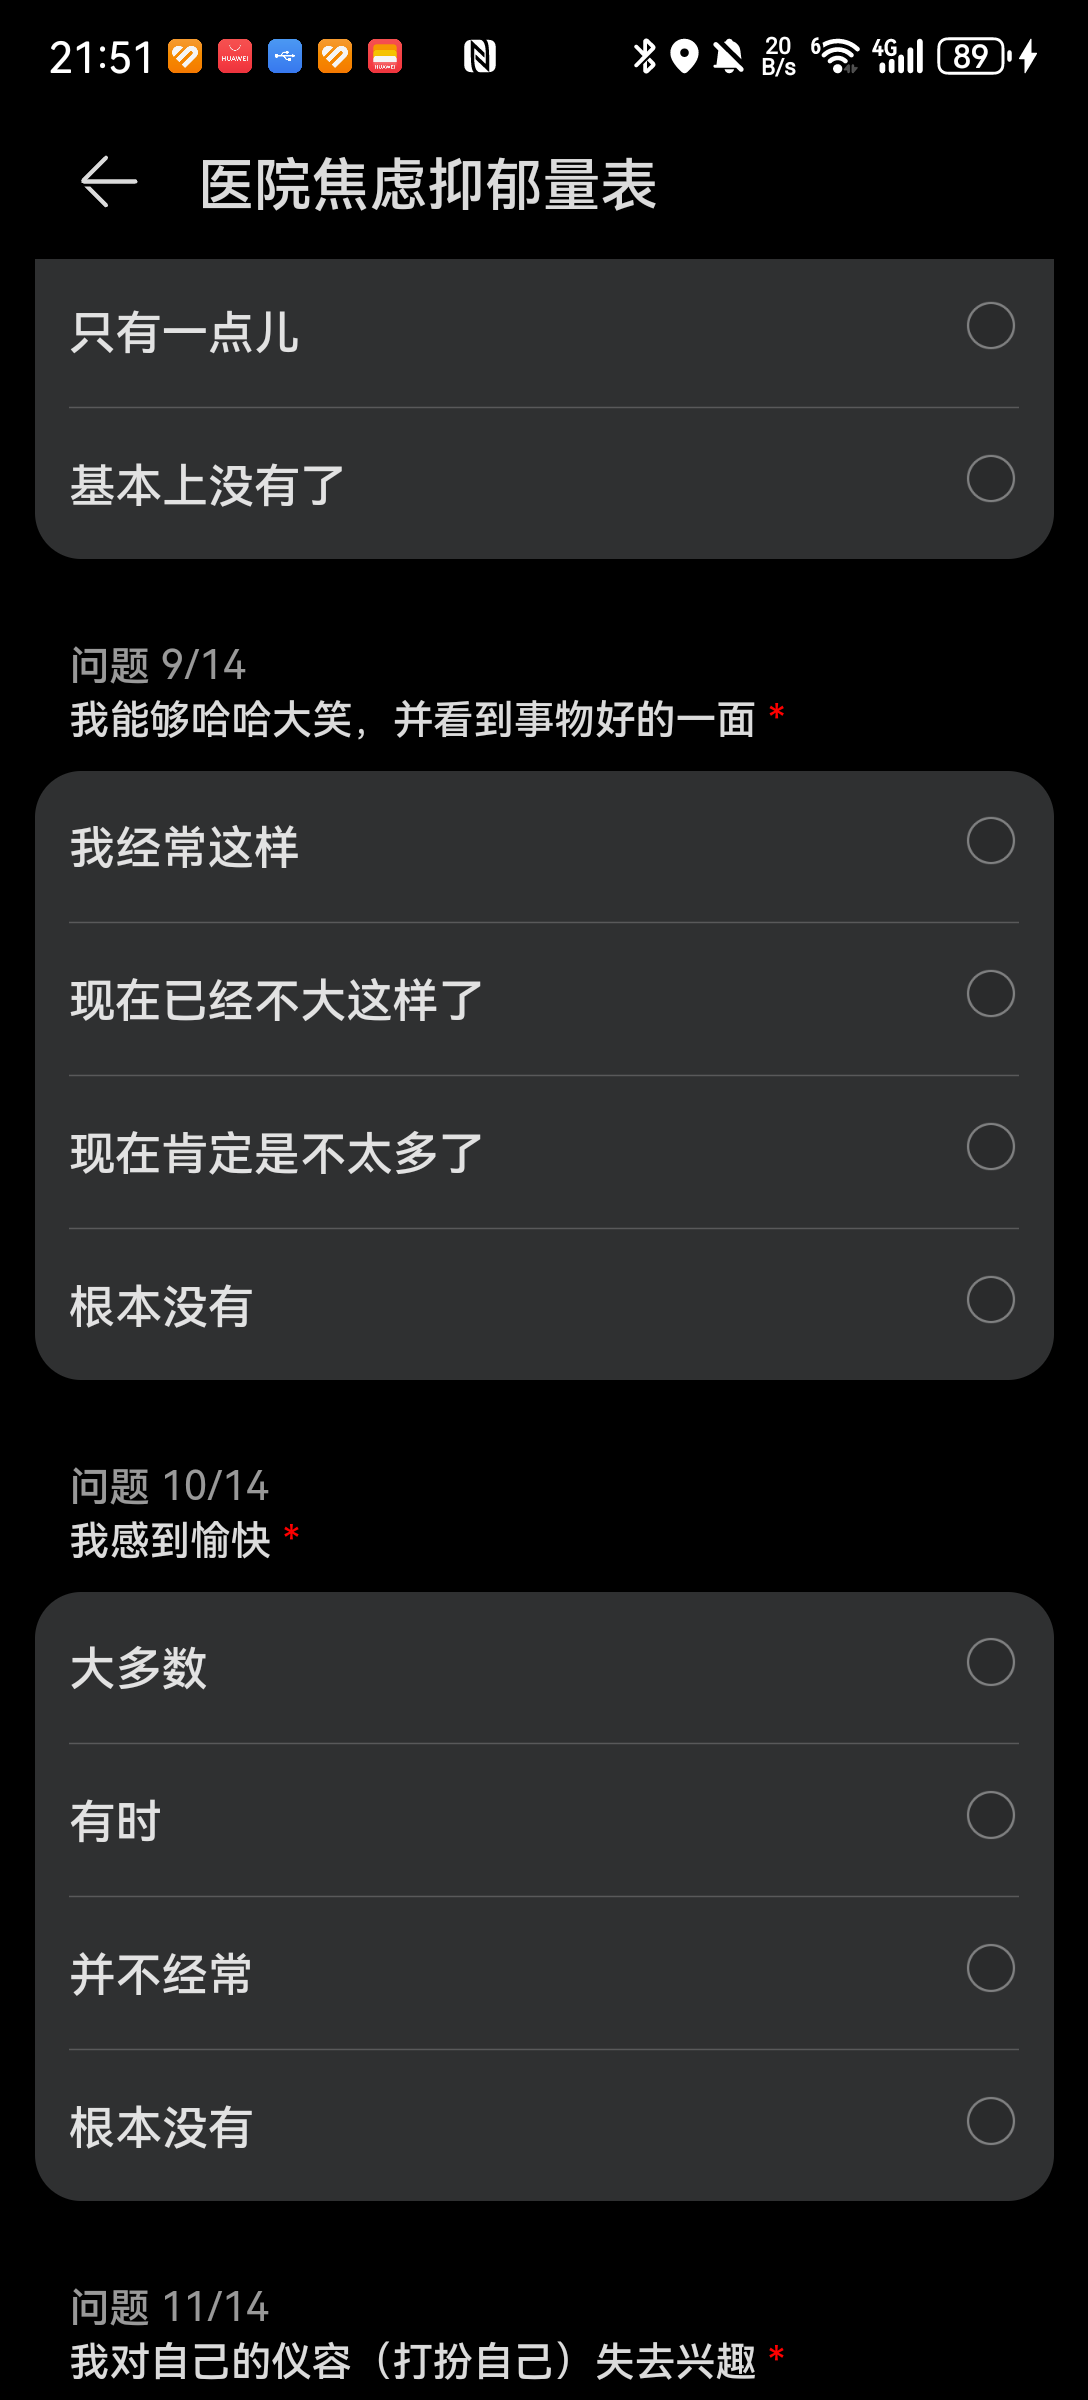 21:51
HUAWEI
HUAWEI
20 B/s
6
4G
89
医院焦虑抑郁量表
只有一点儿
基本上没有了
问题 9/14
我能够哈哈大笑，并看到事物好的一面 *
我经常这样
现在已经不大这样了
现在肯定是不太多了
根本没有
问题 10/14
我感到愉快 *
大多数
有时
并不经常
根本没有
问题 11/14
我对自己的仪容（打扮自己）失去兴趣 *